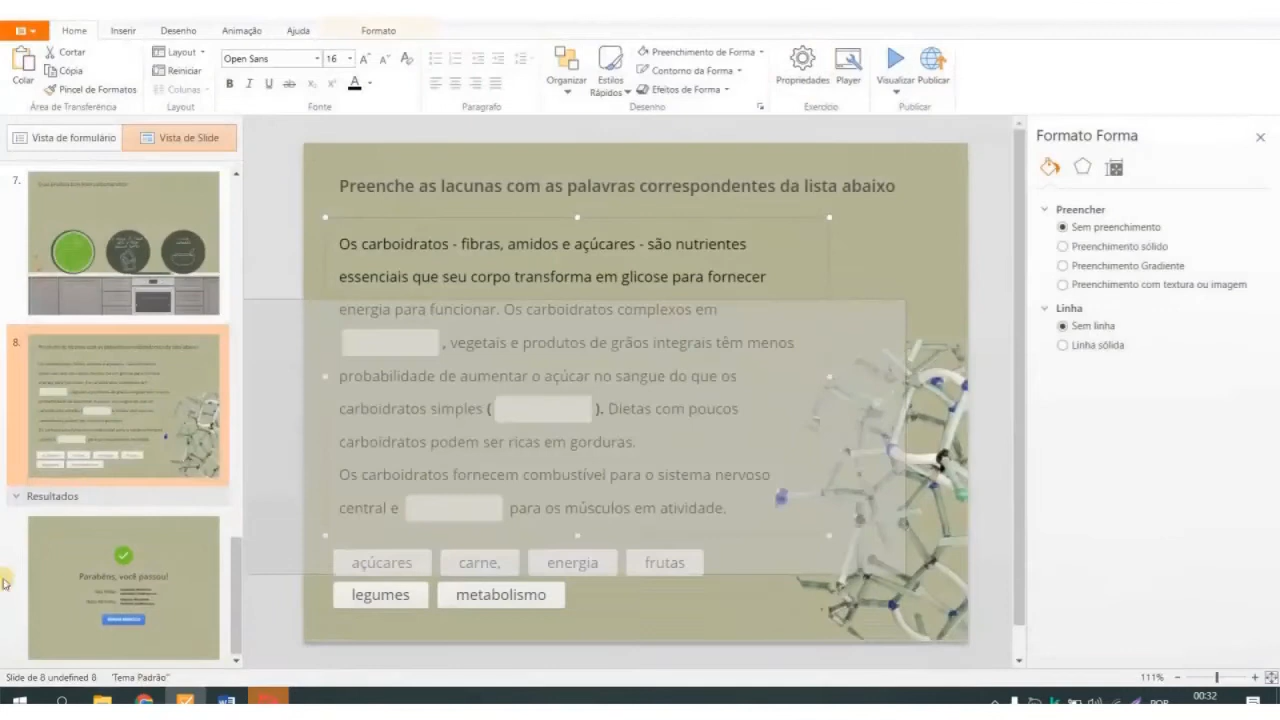 Home Inserir Desenho Animação Ajuda Formato
Colar
Cortar
Cópia
Pincel de Formatos
Área de Transferência
Layout
Reiniciar
Colunas
Layout
Open Sans 16
B I U ab X₂ X² A
Fonte
Parágrafo
Organizar
Estilos Rápidos
Preenchimento de Forma
Contorno da Forma
Efeitos de Forma
Desenho
Propriedades Player
Exercício
Visualizar Publicar
Publicar
Vista de formulário Vista de Slide
7.
8.
Resultados
Parabéns, você passou!
Preenche as lacunas com as palavras correspondentes da lista abaixo
Os carboidratos - fibras, amidos e açúcares - são nutrientes
essenciais que seu corpo transforma em glicose para fornecer
energia para funcionar. Os carboidratos complexos em
, vegetais e produtos de grãos integrais têm menos
probabilidade de aumentar o açúcar no sangue do que os
carboidratos simples ( ). Dietas com poucos
carboidratos podem ser ricas em gorduras.
Os carboidratos fornecem combustível para o sistema nervoso
central e para os músculos em atividade.
açúcares carne, energia frutas
legumes metabolismo
Formato Forma
Preencher
Sem preenchimento
Preenchimento sólido
Preenchimento Gradiente
Preenchimento com textura ou imagem
Linha
Sem linha
Linha sólida
Slide de 8 undefined 8 "Tema Padrão"
111% - +
POR
00:32